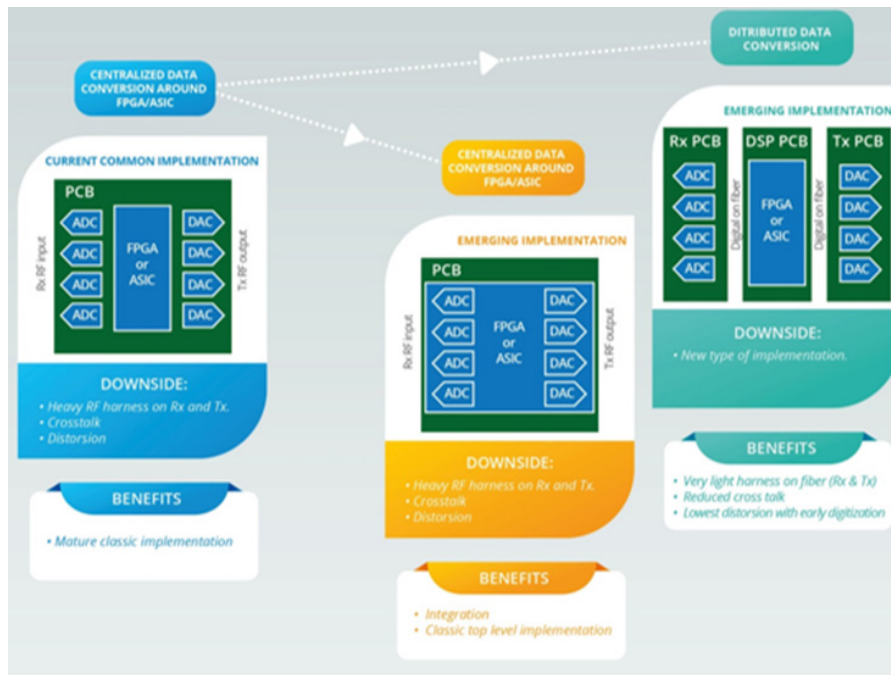 CENTRALIZED DATA
CONVERSION AROUND
FPGA/ASIC
CURRENT COMMON IMPLEMENTATION
PCB
Rx RF input
ADC
ADC
ADC
ADC
FPGA
or
ASIC
DAC
DAC
DAC
DAC
Tx RF output
DOWNSIDE:
• Heavy RF harness on Rx and Tx.
• Crosstalk
• Distorsion
BENEFITS
• Mature classic implementation
CENTRALIZED DATA
CONVERSION AROUND
FPGA/ASIC
EMERGING IMPLEMENTATION
PCB
Rx RF input
ADC
ADC
ADC
ADC
FPGA
or
ASIC
DAC
DAC
DAC
DAC
Tx RF output
DOWNSIDE:
• Heavy RF harness on Rx and Tx.
• Crosstalk
• Distorsion
BENEFITS
• Integration
• Classic top level implementation
DITRIBUTED DATA
CONVERSION
EMERGING IMPLEMENTATION
Rx PCB
ADC
ADC
ADC
ADC
Digital on fiber
DSP PCB
FPGA
or
ASIC
Digital on fiber
Tx PCB
DAC
DAC
DAC
DAC
DOWNSIDE:
• New type of implementation.
BENEFITS
• Very light harness on fiber (Rx & Tx)
• Reduced cross talk
• Lowest distorsion with early digitization